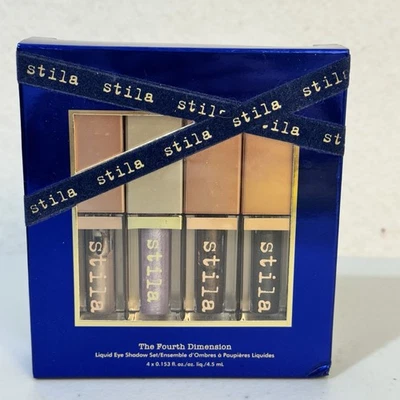 stila stila stila stila stila
stila stila stila stila
stila stila stila stila
The Fourth Dimension
Liquid Eye Shadow Set/Ensemble d'Ombres à Paupières Liquides
4 x 0.153 fl. oz./oz. liq./4.5 mL